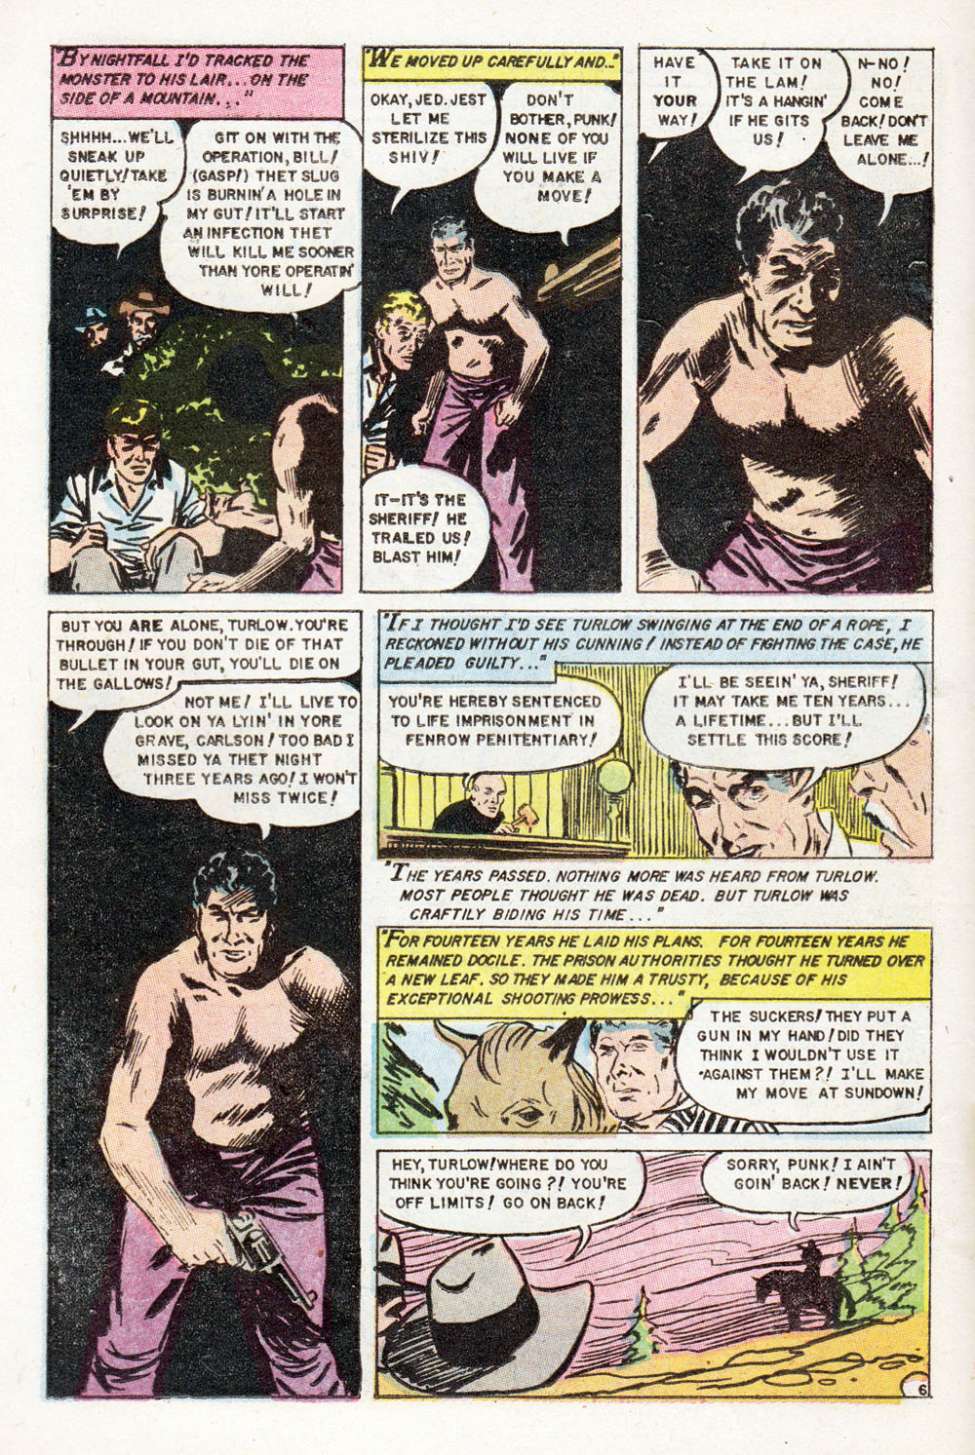 "BY NIGHTFALL I'D TRACKED THE
MONSTER TO HIS LAIR...ON THE
SIDE OF A MOUNTAIN..."
SHHHH...WE'LL
SNEAK UP
QUIETLY! TAKE
'EM BY
SURPRISE!
GIT ON WITH THE
OPERATION, BILL!
(GASP!) THET SLUG
IS BURNIN' A HOLE IN
MY GUT! IT'LL START
AN INFECTION THET
WILL KILL ME SOONER
THAN YORE OPERATIN'
WILL!
"WE MOVED UP CAREFULLY AND..."
OKAY, JED. JEST
LET ME
STERILIZE THIS
SHIV!
DON'T
BOTHER, PUNK!
NONE OF YOU
WILL LIVE IF
YOU MAKE A
MOVE!
IT-IT'S THE
SHERIFF! HE
TRAILED US!
BLAST HIM!
HAVE
IT
YOUR
WAY!
TAKE IT ON
THE LAM!
IT'S A HANGIN'
IF HE GITS
US!
N-NO!
NO!
COME
BACK! DON'T
LEAVE ME
ALONE...!
BUT YOU ARE ALONE, TURLOW. YOU'RE
THROUGH! IF YOU DON'T DIE OF THAT
BULLET IN YOUR GUT, YOU'LL DIE ON
THE GALLOWS!
NOT ME! I'LL LIVE TO
LOOK ON YA LYIN' IN YORE
GRAVE, CARLSON! TOO BAD I
MISSED YA THET NIGHT
THREE YEARS AGO! I WON'T
MISS TWICE!
"IF I THOUGHT I'D SEE TURLOW SWINGING AT THE END OF A ROPE, I
RECKONED WITHOUT HIS CUNNING! INSTEAD OF FIGHTING THE CASE, HE
PLEADED GUILTY..."
YOU'RE HEREBY SENTENCED
TO LIFE IMPRISONMENT IN
FENROW PENITENTIARY!
I'LL BE SEEIN' YA, SHERIFF!
IT MAY TAKE ME TEN YEARS...
A LIFETIME...BUT I'LL
SETTLE THIS SCORE!
"THE YEARS PASSED. NOTHING MORE WAS HEARD FROM TURLOW.
MOST PEOPLE THOUGHT HE WAS DEAD. BUT TURLOW WAS
CRAFTILY BIDING HIS TIME..."
"FOR FOURTEEN YEARS HE LAID HIS PLANS. FOR FOURTEEN YEARS HE
REMAINED DOCILE. THE PRISON AUTHORITIES THOUGHT HE TURNED OVER
A NEW LEAF. SO THEY MADE HIM A TRUSTY, BECAUSE OF HIS
EXCEPTIONAL SHOOTING PROWESS..."
THE SUCKERS! THEY PUT A
GUN IN MY HAND! DID THEY
THINK I WOULDN'T USE IT
AGAINST THEM?! I'LL MAKE
MY MOVE AT SUNDOWN!
HEY, TURLOW! WHERE DO YOU
THINK YOU'RE GOING?! YOU'RE
OFF LIMITS! GO ON BACK!
SORRY, PUNK! I AIN'T
GOIN' BACK! NEVER!
6